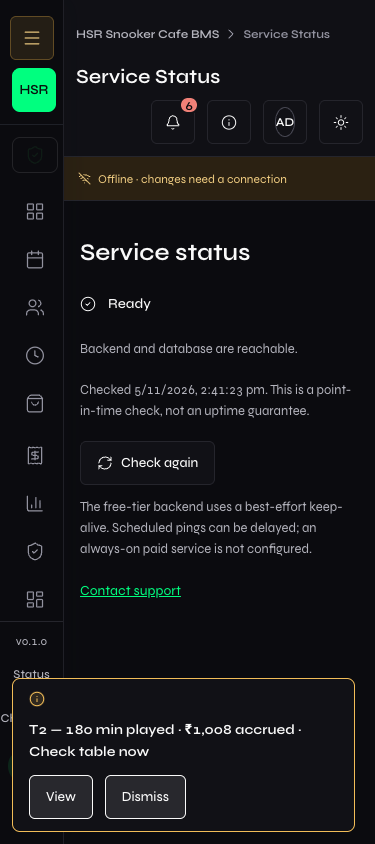 HSR Snooker Cafe BMS > Service Status
HSR
Service Status
6
AD
Offline · changes need a connection
Service status
Ready
Backend and database are reachable.
Checked 5/11/2026, 2:41:23 pm. This is a point-
in-time check, not an uptime guarantee.
Check again
The free-tier backend uses a best-effort keep-
alive. Scheduled pings can be delayed; an
always-on paid service is not configured.
Contact support
v0.1.0
Status
T2 — 180 min played · ₹1,008 accrued ·
Check table now
View
Dismiss